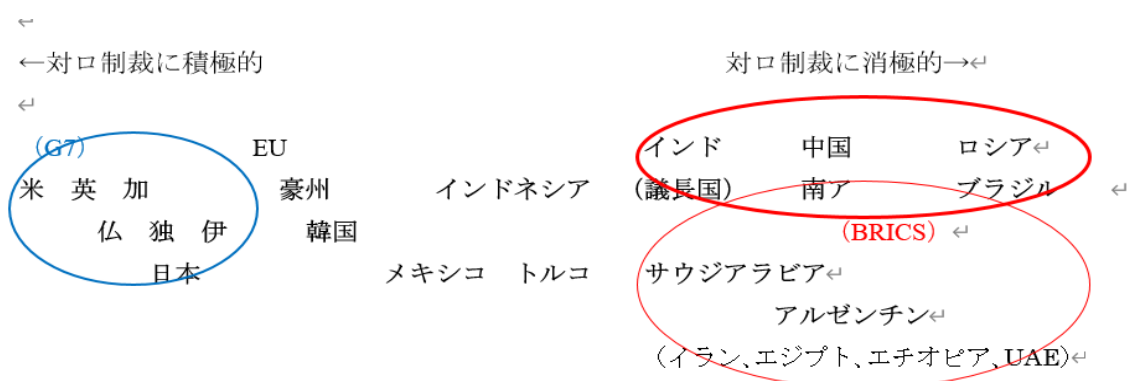 ←対ロ制裁に積極的 対ロ制裁に消極的→
（G7） EU インド 中国 ロシア
米 英 加 豪州 インドネシア （議長国） 南ア ブラジル
仏 独 伊 韓国 （BRICS）
日本 メキシコ トルコ サウジアラビア
アルゼンチン
（イラン、エジプト、エチオピア、UAE）